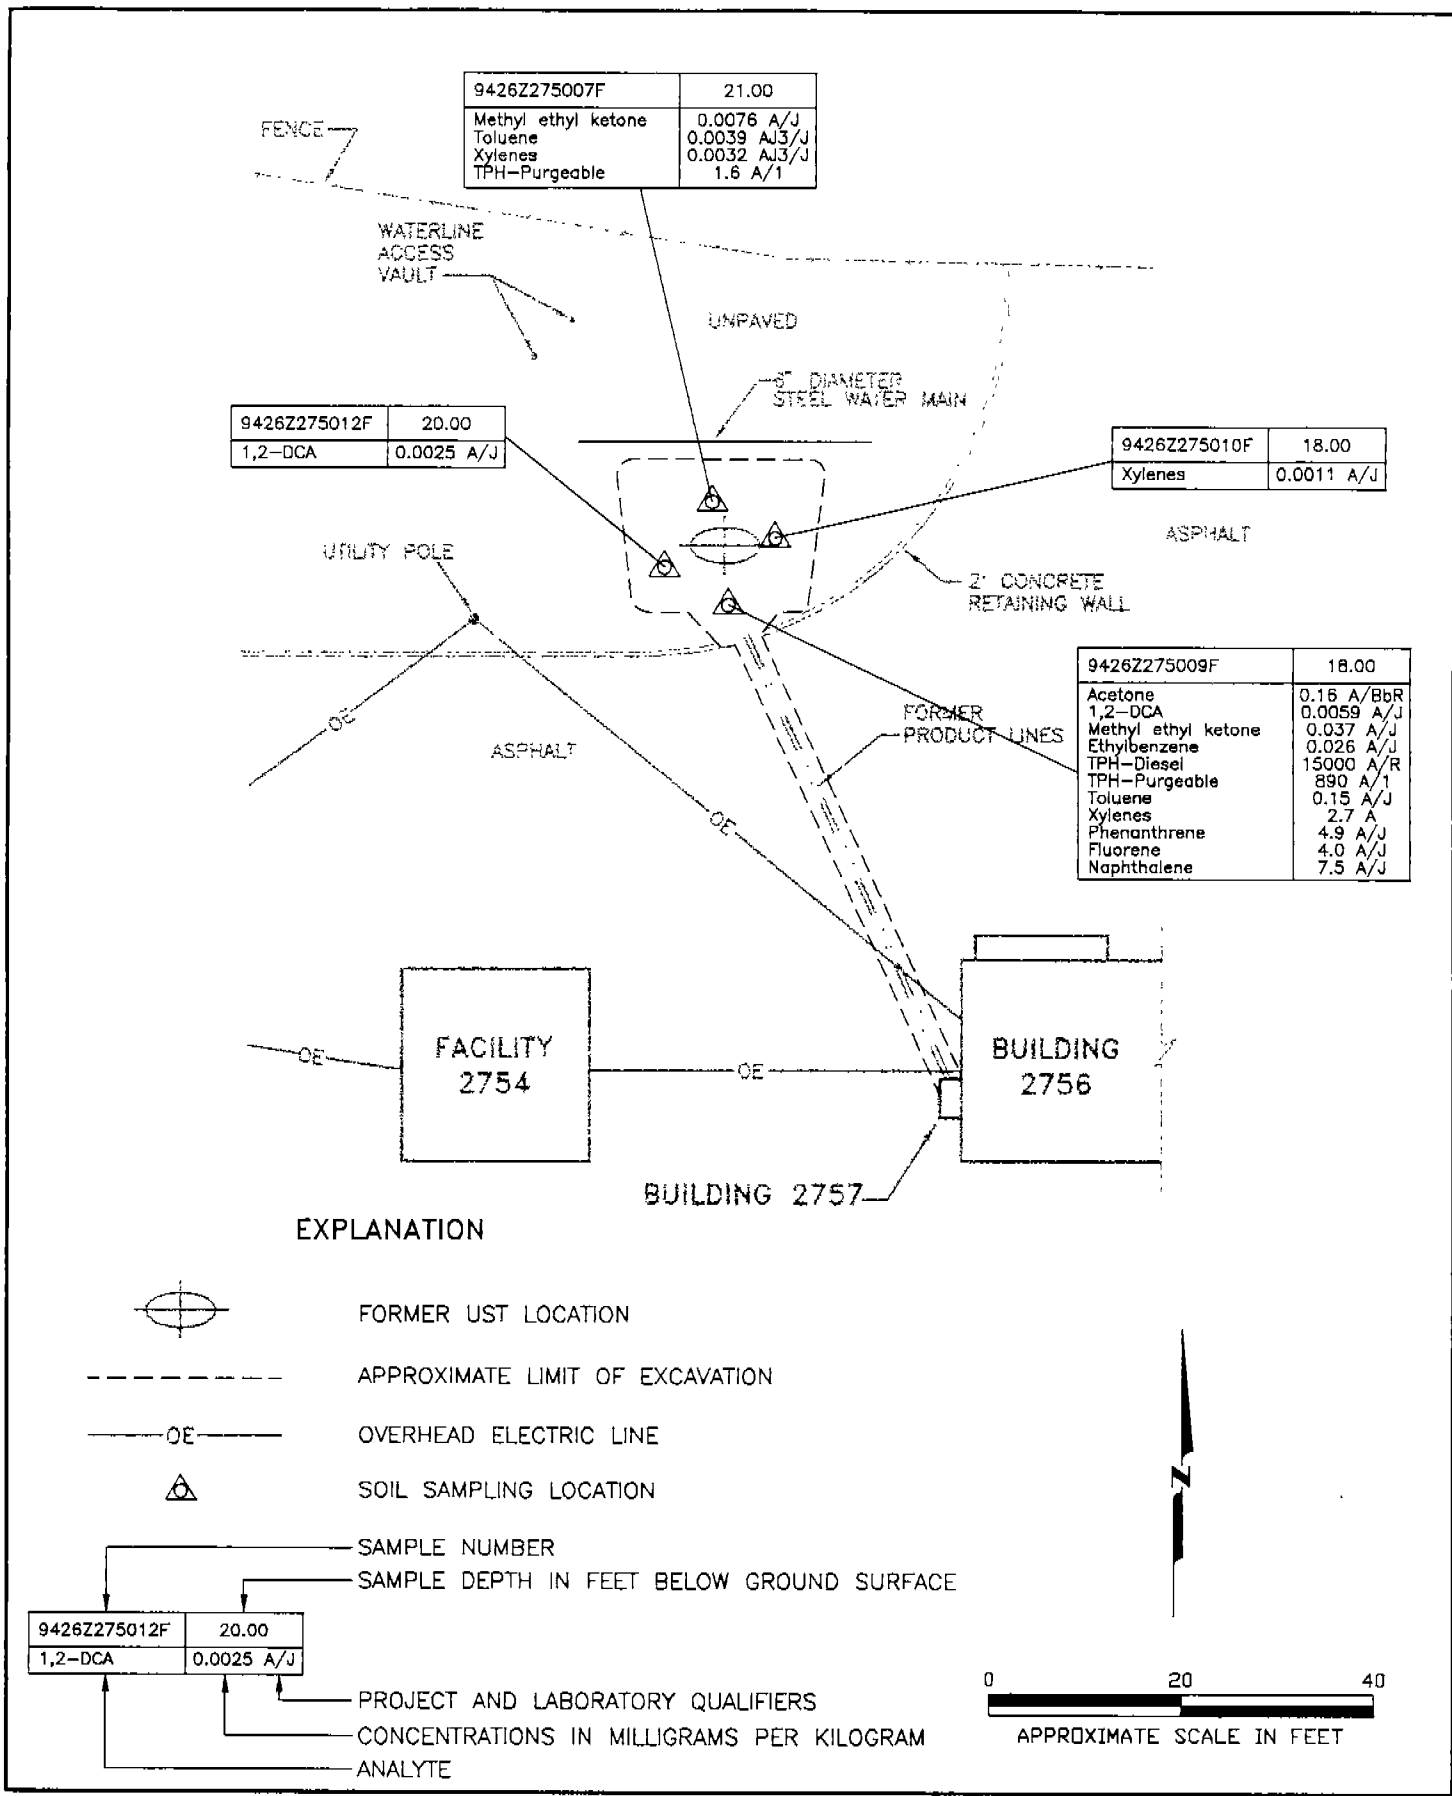 9426Z275007F 21.00
Methyl ethyl ketone 0.0076 A/J
Toluene 0.0039 AJ3/J
Xylenes 0.0032 AJ3/J
TPH-Purgeable 1.6 A/1
FENCE
WATERLINE
ACCESS
VAULT
UNPAVED
6" DIAMETER
STEEL WATER MAIN
9426Z275012F 20.00
1,2-DCA 0.0025 A/J
9426Z275010F 18.00
Xylenes 0.0011 A/J
ASPHALT
UTILITY POLE
2' CONCRETE
RETAINING WALL
9426Z275009F 18.00
Acetone 0.16 A/BbR
1,2-DCA 0.0059 A/J
Methyl ethyl ketone 0.037 A/J
Ethylbenzene 0.026 A/J
TPH-Diesel 15000 A/R
TPH-Purgeable 890 A/1
Toluene 0.15 A/J
Xylenes 2.7 A
Phenanthrene 4.9 A/J
Fluorene 4.0 A/J
Naphthalene 7.5 A/J
FORMER
PRODUCT LINES
OE
ASPHALT
OE
OE
FACILITY
2754
OE
BUILDING
2756
BUILDING 2757
EXPLANATION
FORMER UST LOCATION
APPROXIMATE LIMIT OF EXCAVATION
OE OVERHEAD ELECTRIC LINE
SOIL SAMPLING LOCATION
SAMPLE NUMBER
SAMPLE DEPTH IN FEET BELOW GROUND SURFACE
9426Z275012F 20.00
1,2-DCA 0.0025 A/J
PROJECT AND LABORATORY QUALIFIERS
CONCENTRATIONS IN MILLIGRAMS PER KILOGRAM
ANALYTE
Z
0 20 40
APPROXIMATE SCALE IN FEET